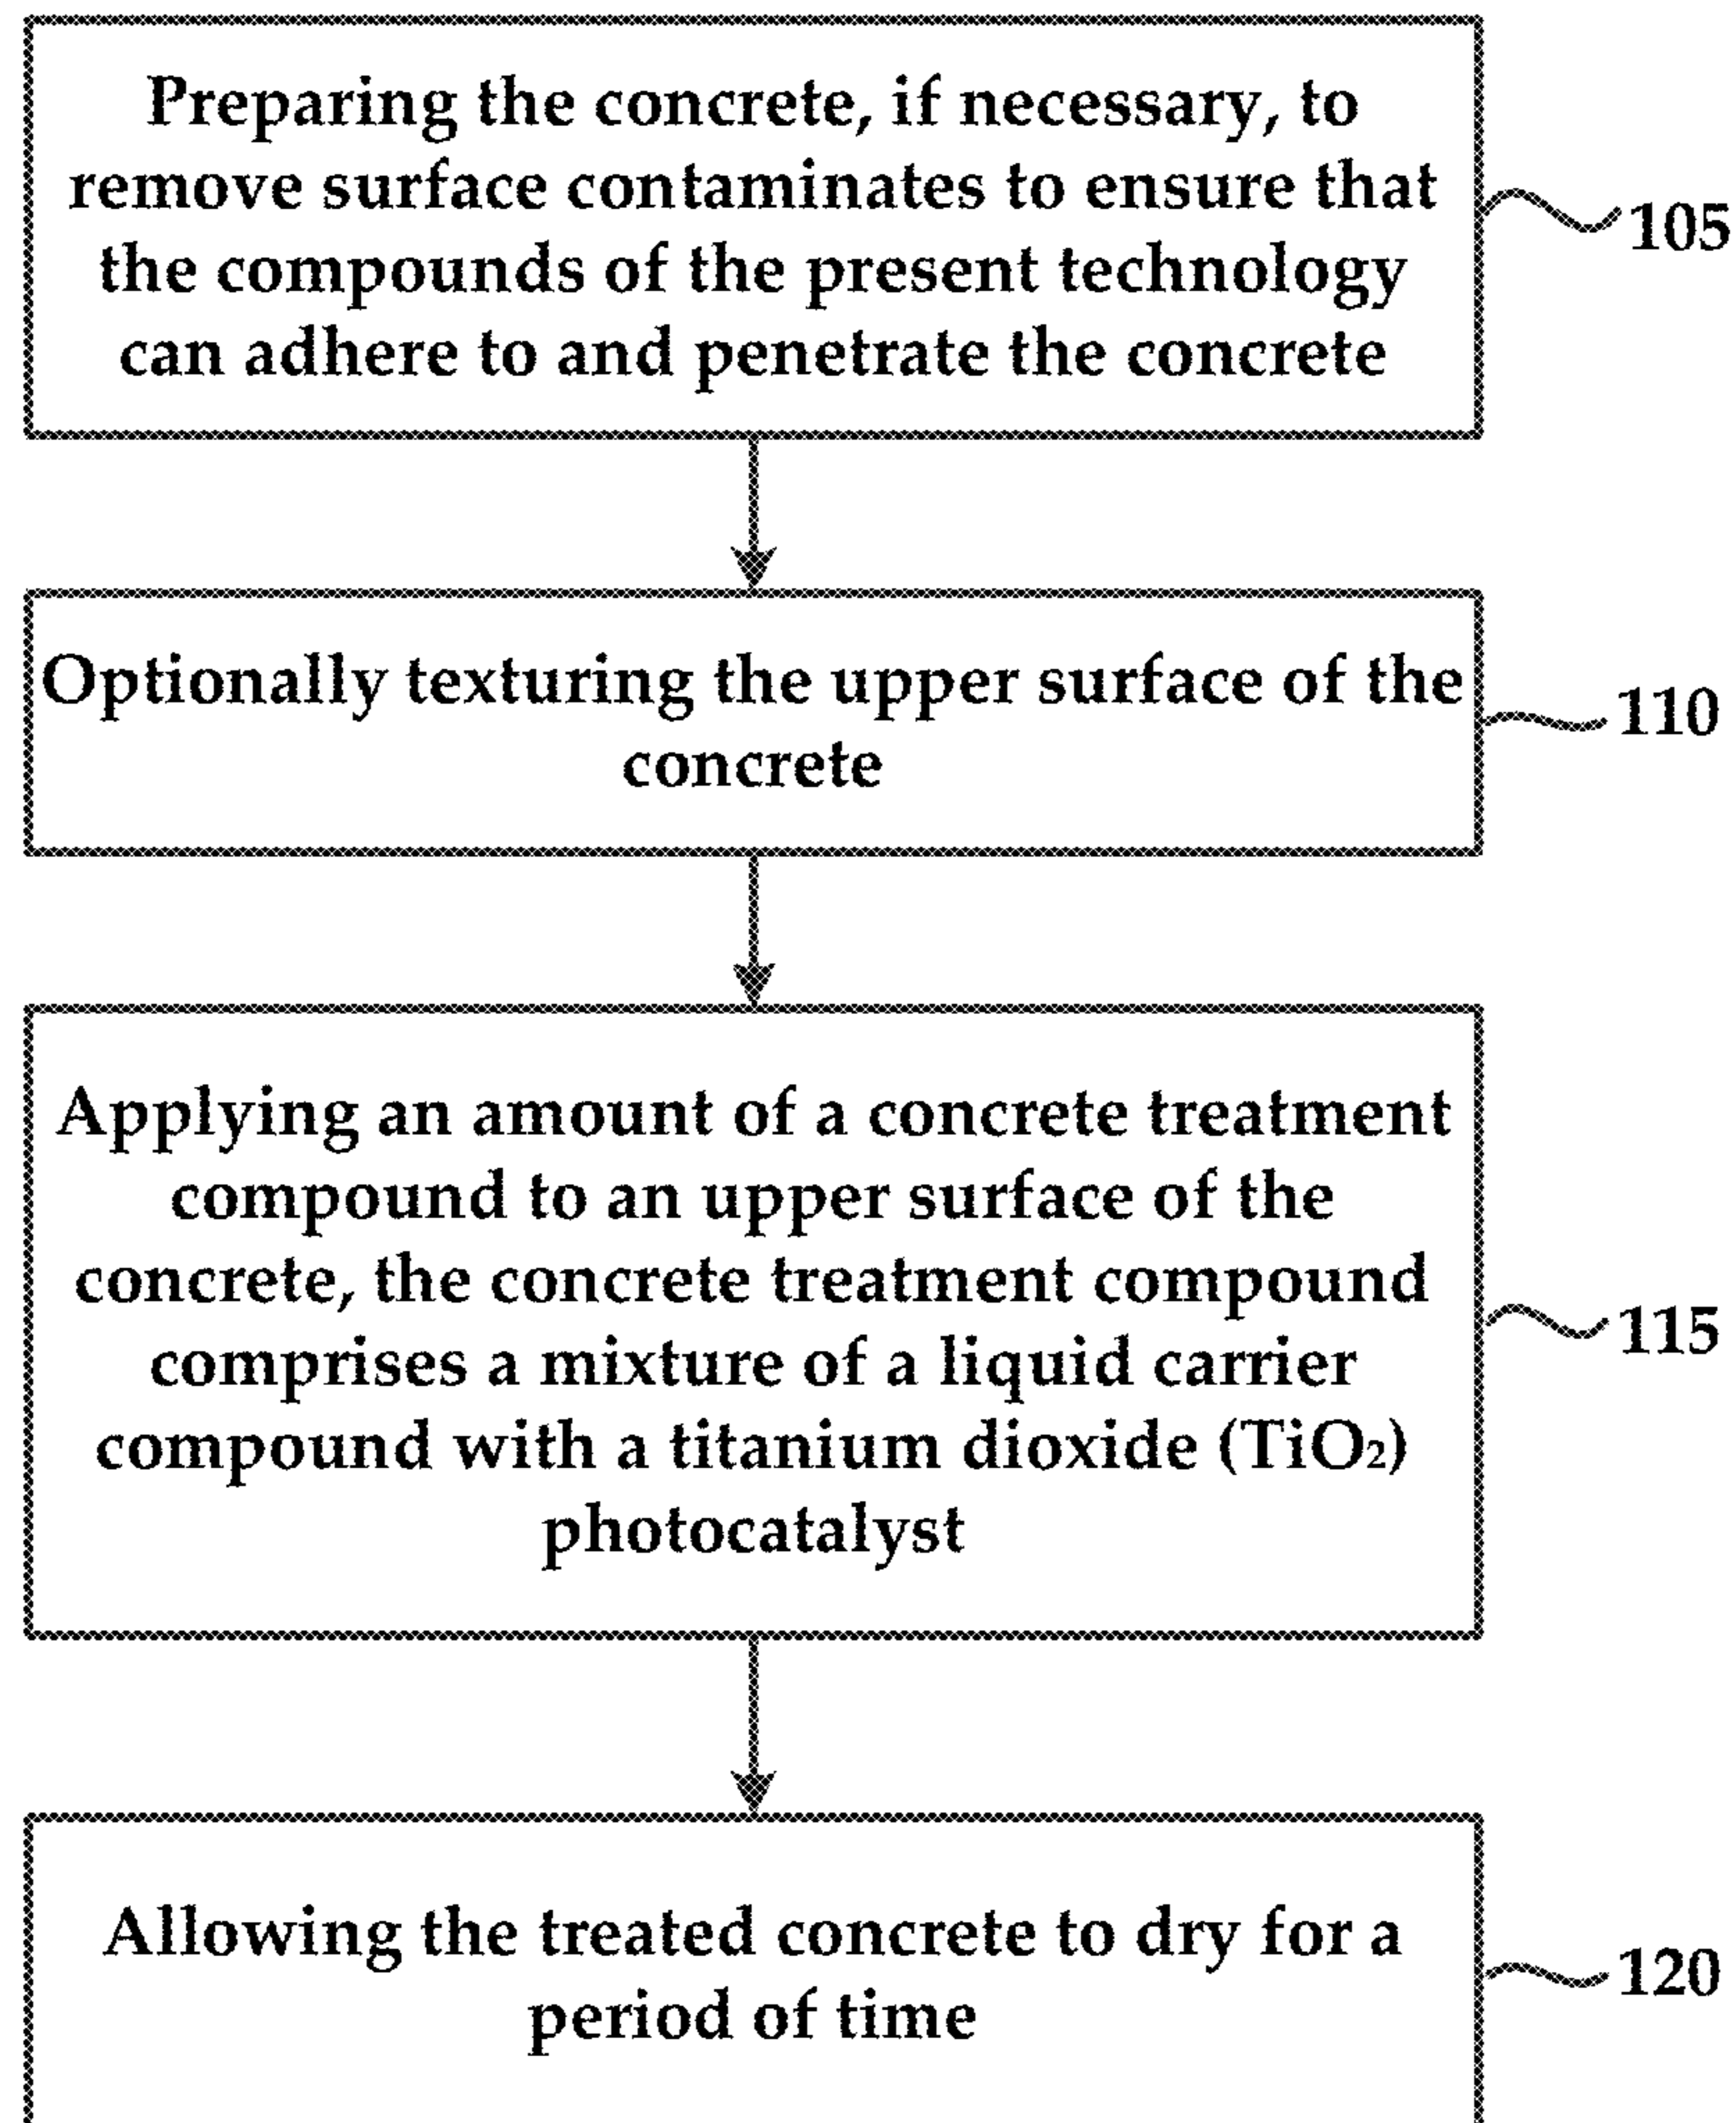 Preparing the concrete, if necessary, to
remove surface contaminates to ensure that
the compounds of the present technology
can adhere to and penetrate the concrete
105
Optionally texturing the upper surface of the
concrete
110
Applying an amount of a concrete treatment
compound to an upper surface of the
concrete, the concrete treatment compound
comprises a mixture of a liquid carrier
compound with a titanium dioxide (TiO₂)
photocatalyst
115
Allowing the treated concrete to dry for a
period of time
120